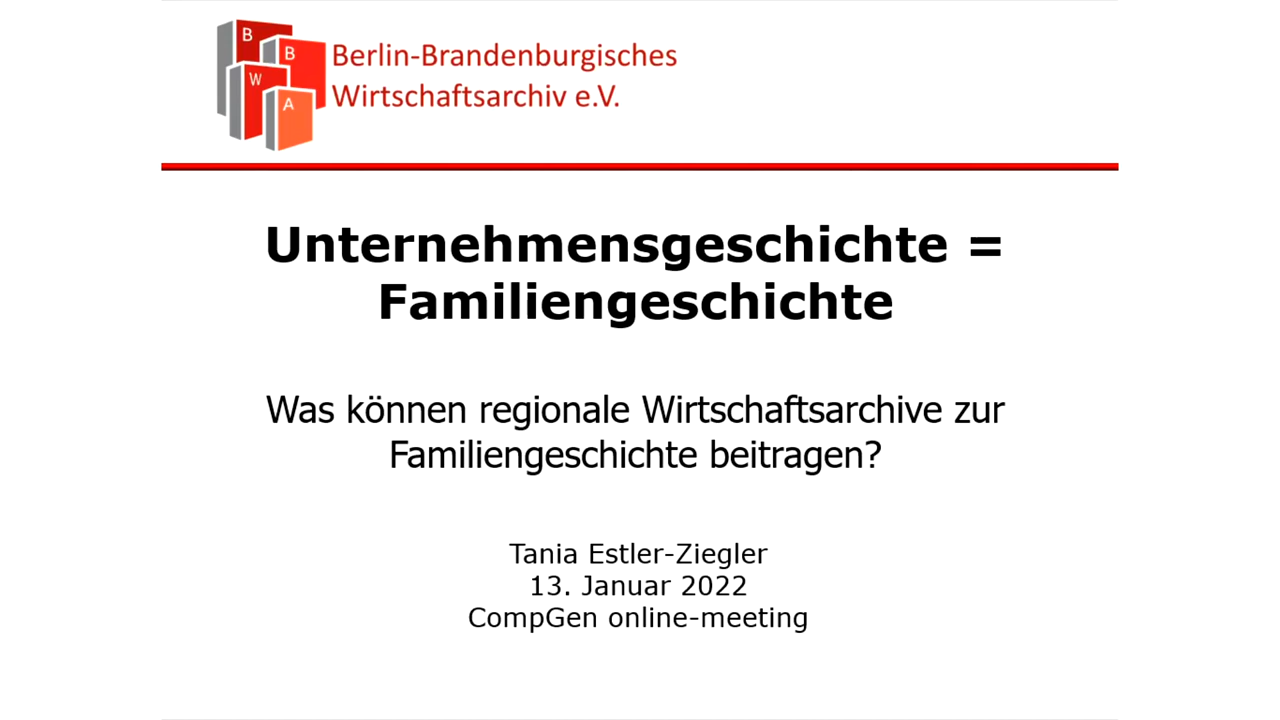 B
B
W
A
Berlin-Brandenburgisches
Wirtschaftsarchiv e.V.
Unternehmensgeschichte =
Familiengeschichte
Was können regionale Wirtschaftsarchive zur
Familiengeschichte beitragen?
Tania Estler-Ziegler
13. Januar 2022
CompGen online-meeting